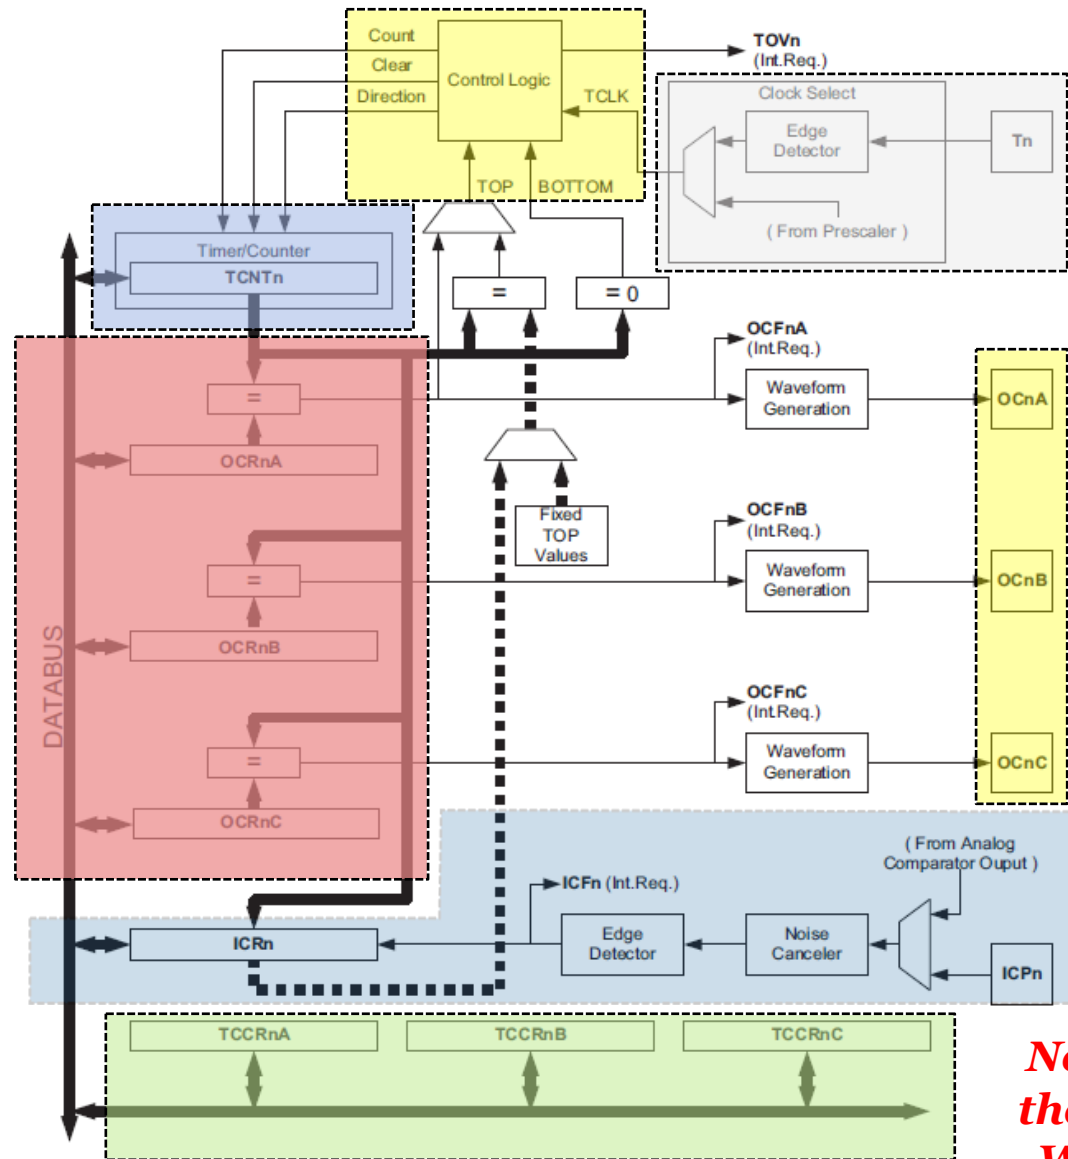 Count
Clear
Direction
Control Logic
TCLK
TOVn
(Int.Req.)
Clock Select
Edge
Detector
Tn
( From Prescaler )
TOP
BOTTOM
Timer/Counter
TCNTn
=
= 0
=
OCRnA
OCFnA
(Int.Req.)
Waveform
Generation
OCnA
Fixed
TOP
Values
=
OCRnB
OCFnB
(Int.Req.)
Waveform
Generation
OCnB
DATABUS
=
OCRnC
OCFnC
(Int.Req.)
Waveform
Generation
OCnC
( From Analog
Comparator Ouput )
ICFn (Int.Req.)
ICRn
Edge
Detector
Noise
Canceler
ICPn
TCCRnA
TCCRnB
TCCRnC